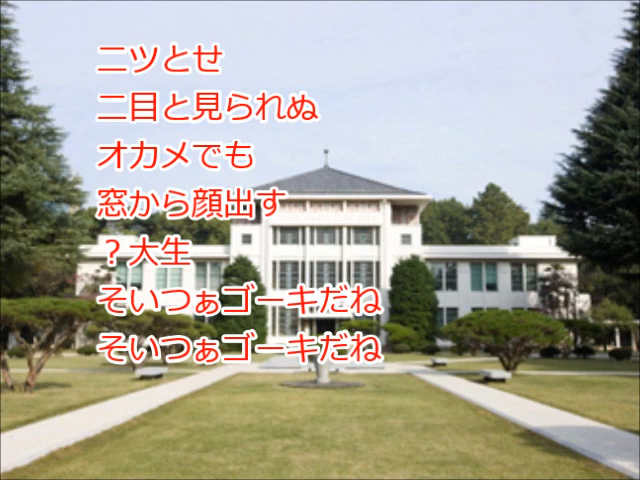 二ツとせ
二目と見られぬ
オカメでも
窓から顔出す
？大生
そいつぁゴーキだね
そいつぁゴーキだね